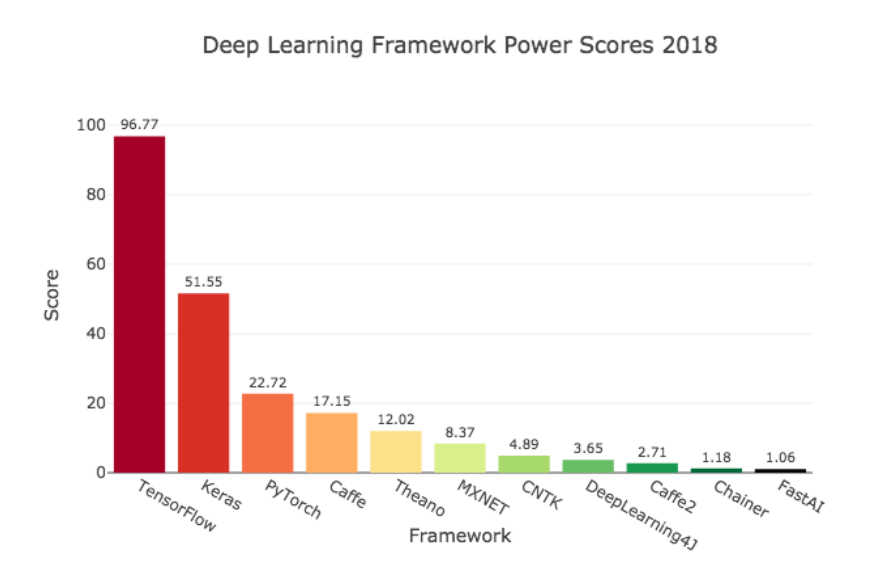 Deep Learning Framework Power Scores 2018
Score
100
80
60
40
20
0
96.77
51.55
22.72
17.15
12.02
8.37
4.89
3.65
2.71
1.18
1.06
TensorFlow
Keras
PyTorch
Caffe
Theano
MXNET
CNTK
DeepLearning4J
Caffe2
Chainer
FastAI
Framework